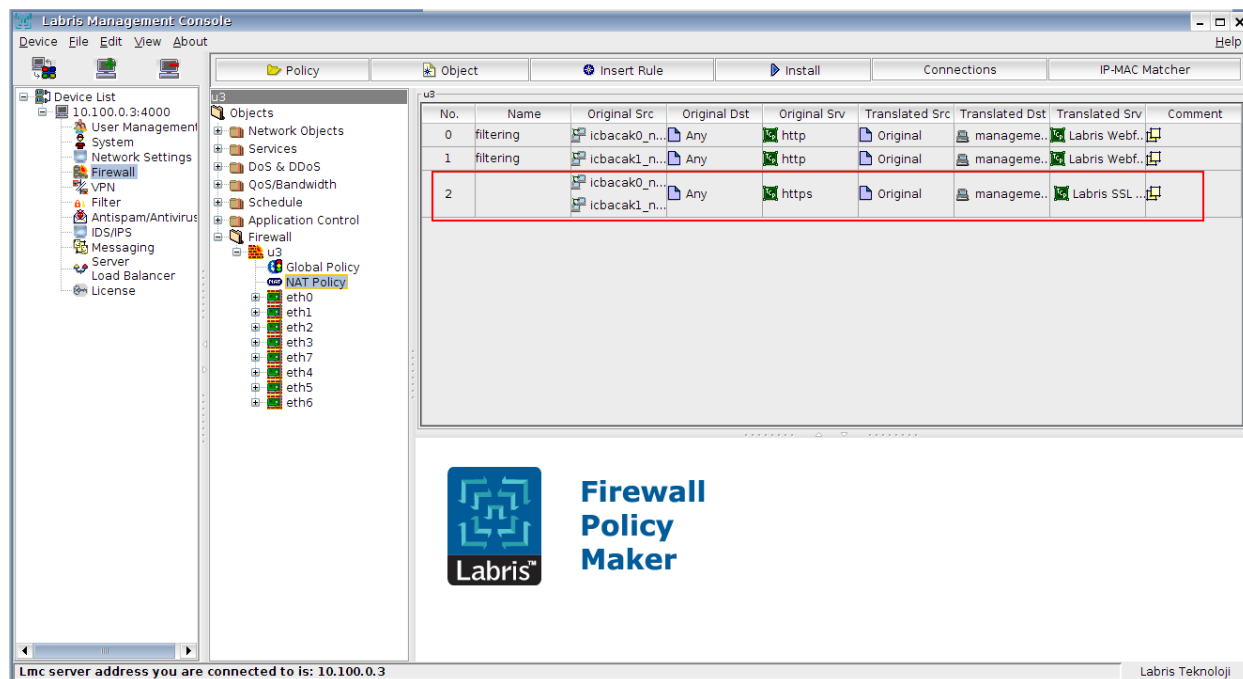 Labris Management Console
Device File Edit View About Help
Policy Object Insert Rule Install Connections IP-MAC Matcher
Device List
10.100.0.3:4000
User Management
System
Network Settings
Firewall
VPN
Filter
Antispam/Antivirus
IDS/IPS
Messaging
Server
Load Balancer
License
u3
Objects
Network Objects
Services
DoS & DDoS
QoS/Bandwidth
Schedule
Application Control
Firewall
u3
Global Policy
NAT Policy
eth0
eth1
eth2
eth3
eth7
eth4
eth5
eth6
u3
No. Name Original Src Original Dst Original Srv Translated Src Translated Dst Translated Srv Comment
0 filtering icbacak0_n... Any http Original manageme.. Labris Webf..
1 filtering icbacak1_n... Any http Original manageme.. Labris Webf..
2 icbacak0_n... Any https Original manageme.. Labris SSL ...
icbacak1_n...
Labris™
Firewall
Policy
Maker
Lmc server address you are connected to is: 10.100.0.3
Labris Teknoloji